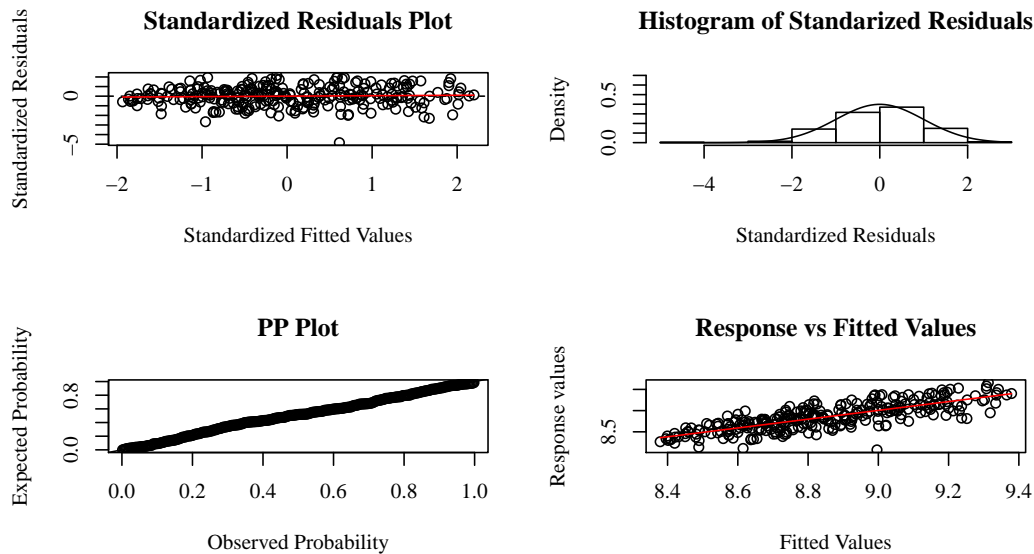 Standardized Residuals Plot
Standardized Residuals
0
−5
−2 −1 0 1 2
Standardized Fitted Values
Histogram of Standarized Residuals
Density
0.5
0.0
−4 −2 0 2
Standardized Residuals
PP Plot
Expected Probability
0.8
0.0
0.0 0.2 0.4 0.6 0.8 1.0
Observed Probability
Response vs Fitted Values
Response values
8.5
8.4 8.6 8.8 9.0 9.2 9.4
Fitted Values